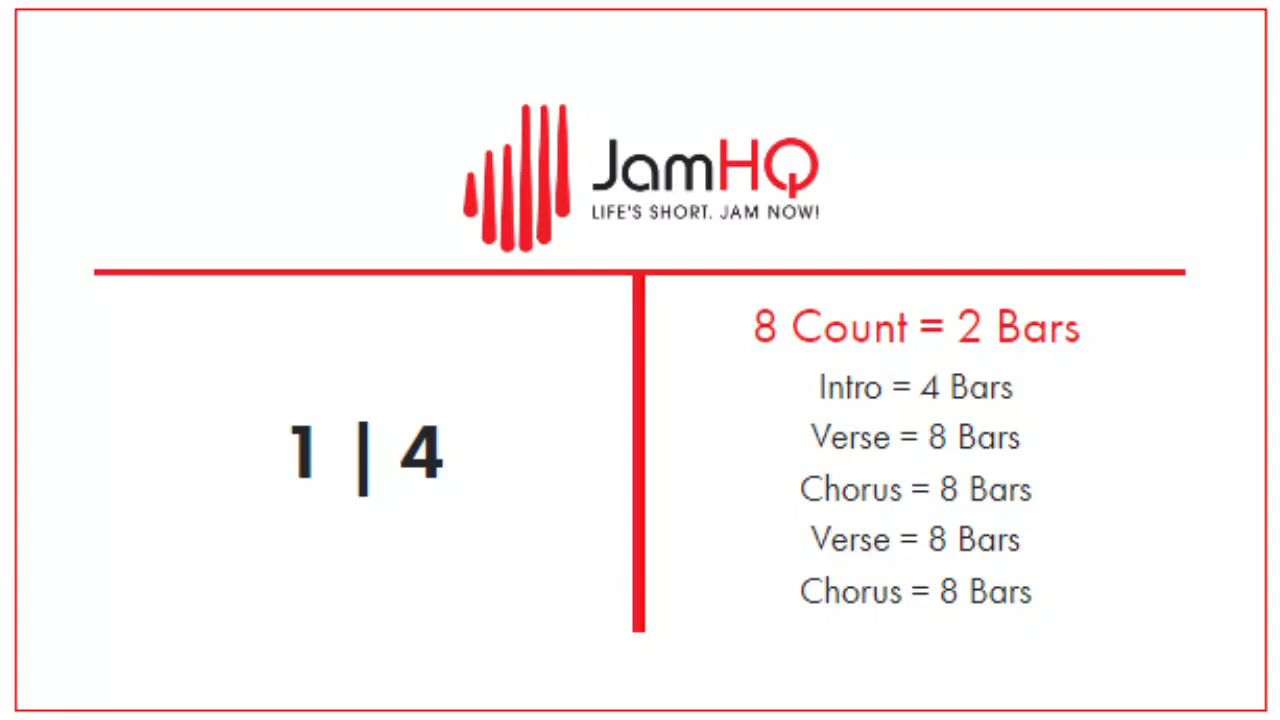 JamHQ
LIFE'S SHORT. JAM NOW!
1 | 4
8 Count = 2 Bars
Intro = 4 Bars
Verse = 8 Bars
Chorus = 8 Bars
Verse = 8 Bars
Chorus = 8 Bars